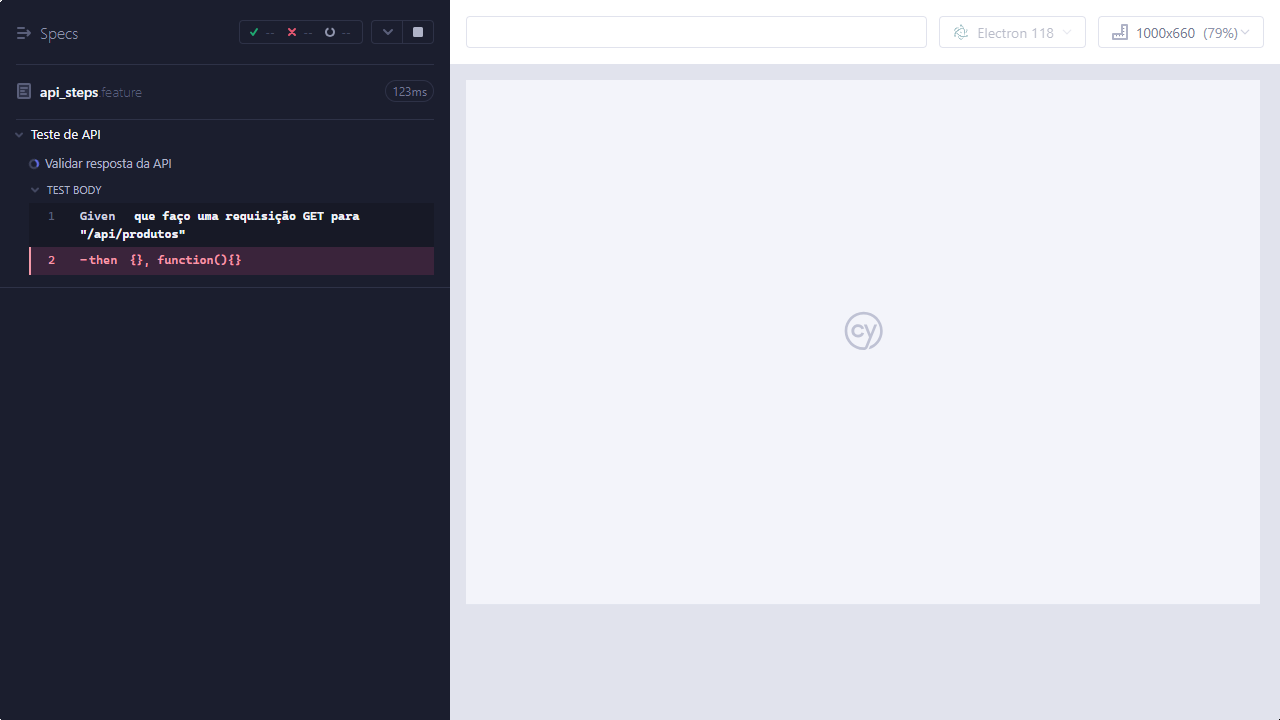 Specs
--
--
--
Electron 118
1000x660 (79%)
api_steps.feature
123ms
Teste de API
Validar resposta da API
TEST BODY
1 Given que faço uma requisição GET para
"/api/produtos"
2 -then {}, function(){}
cy